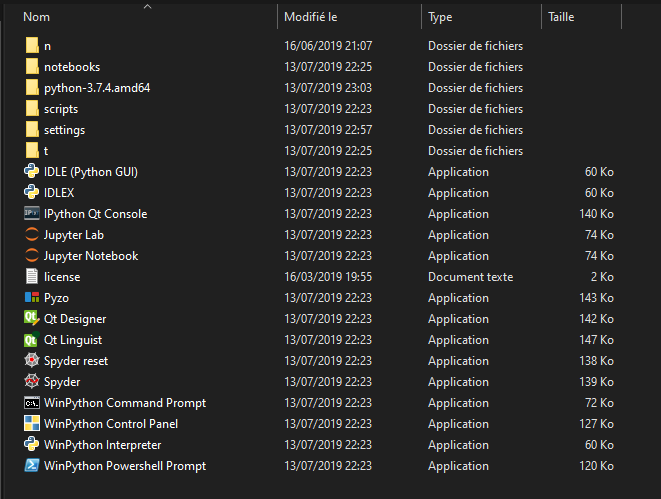 Nom Modifié le Type Taille
n 16/06/2019 21:07 Dossier de fichiers
notebooks 13/07/2019 22:25 Dossier de fichiers
python-3.7.4.amd64 13/07/2019 23:03 Dossier de fichiers
scripts 13/07/2019 22:23 Dossier de fichiers
settings 13/07/2019 22:57 Dossier de fichiers
t 13/07/2019 22:25 Dossier de fichiers
IDLE (Python GUI) 13/07/2019 22:23 Application 60 Ko
IDLEX 13/07/2019 22:23 Application 60 Ko
IPython Qt Console 13/07/2019 22:23 Application 140 Ko
Jupyter Lab 13/07/2019 22:23 Application 74 Ko
Jupyter Notebook 13/07/2019 22:23 Application 74 Ko
license 16/03/2019 19:55 Document texte 2 Ko
Pyzo 13/07/2019 22:23 Application 143 Ko
Qt Designer 13/07/2019 22:23 Application 142 Ko
Qt Linguist 13/07/2019 22:23 Application 147 Ko
Spyder reset 13/07/2019 22:23 Application 138 Ko
Spyder 13/07/2019 22:23 Application 139 Ko
WinPython Command Prompt 13/07/2019 22:23 Application 72 Ko
WinPython Control Panel 13/07/2019 22:23 Application 127 Ko
WinPython Interpreter 13/07/2019 22:23 Application 60 Ko
WinPython Powershell Prompt 13/07/2019 22:23 Application 120 Ko